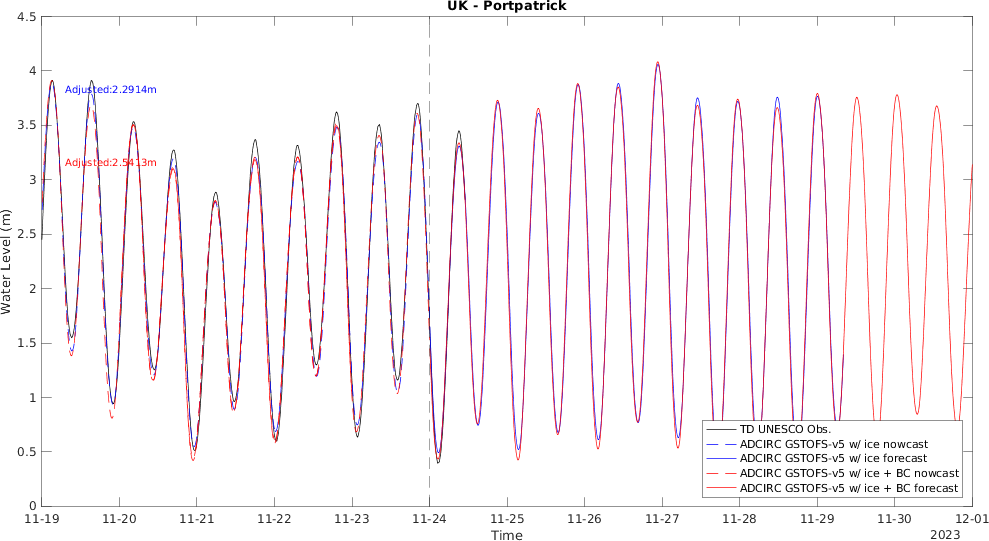 UK - Portpatrick
4.5
4
3.5
3
2.5
2
1.5
1
0.5
0
Water Level (m)
Adjusted:2.2914m
Adjusted:2.5413m
TD UNESCO Obs.
ADCIRC GSTOFS-v5 w/ ice nowcast
ADCIRC GSTOFS-v5 w/ ice forecast
ADCIRC GSTOFS-v5 w/ ice + BC nowcast
ADCIRC GSTOFS-v5 w/ ice + BC forecast
11-19 11-20 11-21 11-22 11-23 11-24 11-25 11-26 11-27 11-28 11-29 11-30 12-01
Time
2023